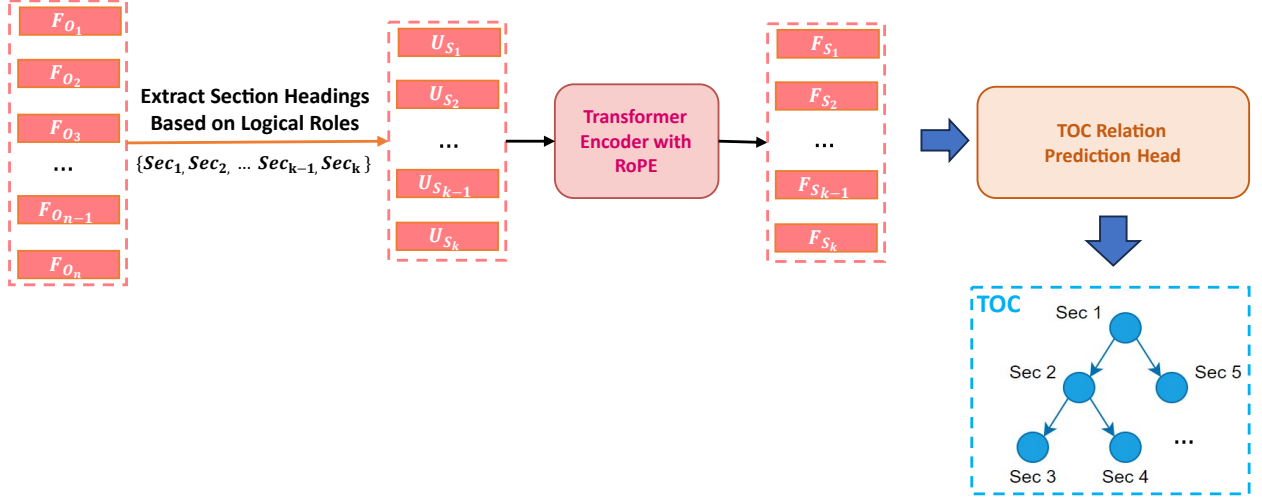 F_{O_1}
F_{O_2}
F_{O_3}
...
F_{O_{n-1}}
F_{O_n}
Extract Section Headings
Based on Logical Roles
{Sec_1, Sec_2, ... Sec_{k-1}, Sec_k}
U_{S_1}
U_{S_2}
...
U_{S_{k-1}}
U_{S_k}
Transformer
Encoder with
RoPE
F_{S_1}
F_{S_2}
...
F_{S_{k-1}}
F_{S_k}
TOC Relation
Prediction Head
TOC
Sec 1
Sec 2
Sec 5
...
Sec 3
Sec 4